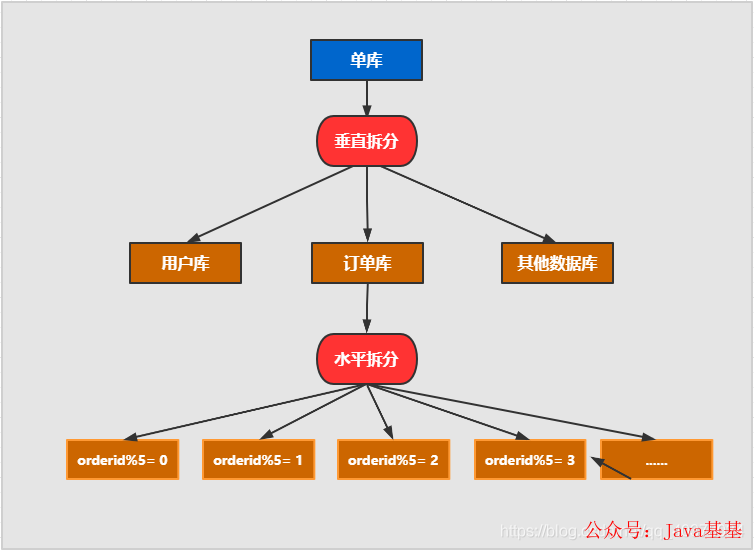 单库
垂直拆分
用户库
订单库
其他数据库
水平拆分
orderid%5= 0
orderid%5= 1
orderid%5= 2
orderid%5= 3
......
https://blog.
公众号：Java基基